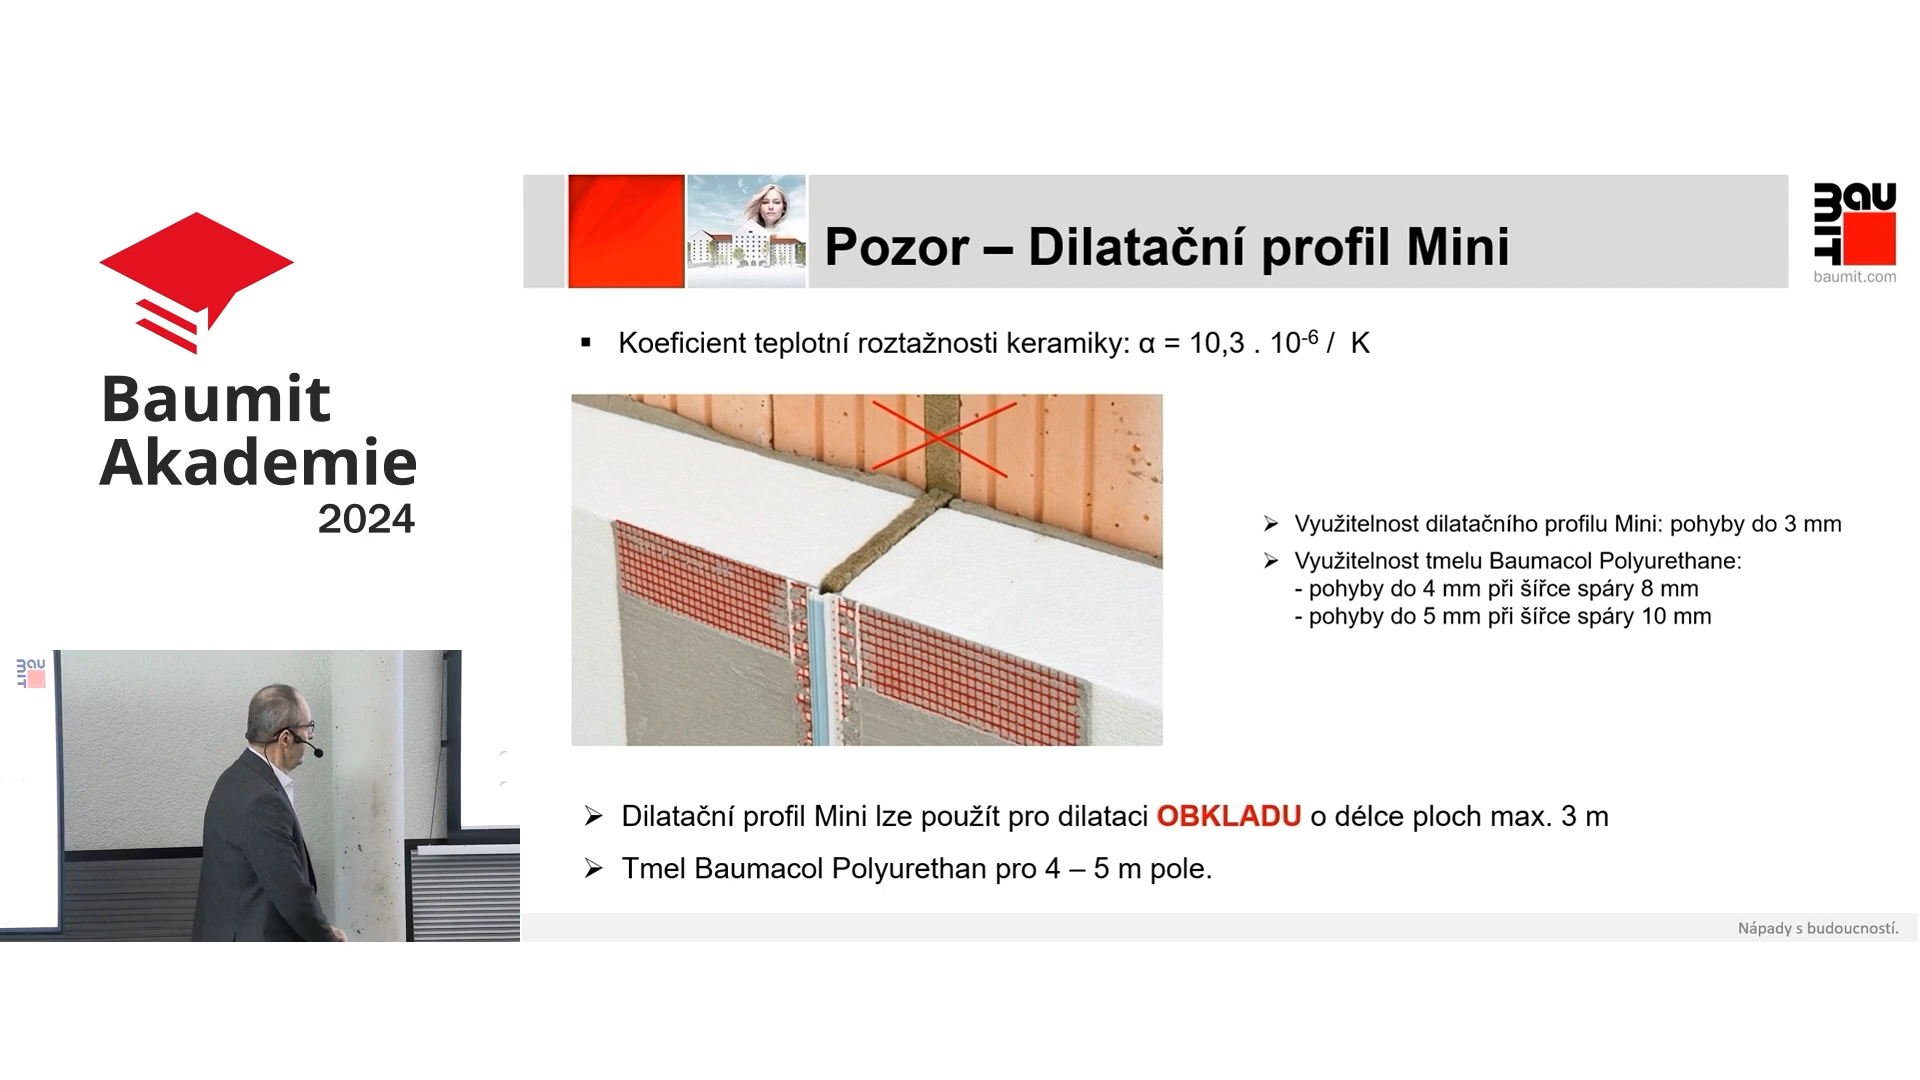 Baumit
Akademie
2024
Pozor – Dilatační profil Mini
baumit
baumit.com
▪ Koeficient teplotní roztažnosti keramiky: α = 10,3 . 10⁻⁶ / K
➢ Využitelnost dilatačního profilu Mini: pohyby do 3 mm
➢ Využitelnost tmelu Baumacol Polyurethane:
- pohyby do 4 mm při šířce spáry 8 mm
- pohyby do 5 mm při šířce spáry 10 mm
➢ Dilatační profil Mini lze použít pro dilataci OBKLADU o délce ploch max. 3 m
➢ Tmel Baumacol Polyurethan pro 4 – 5 m pole.
Nápady s budoucností.
baumit